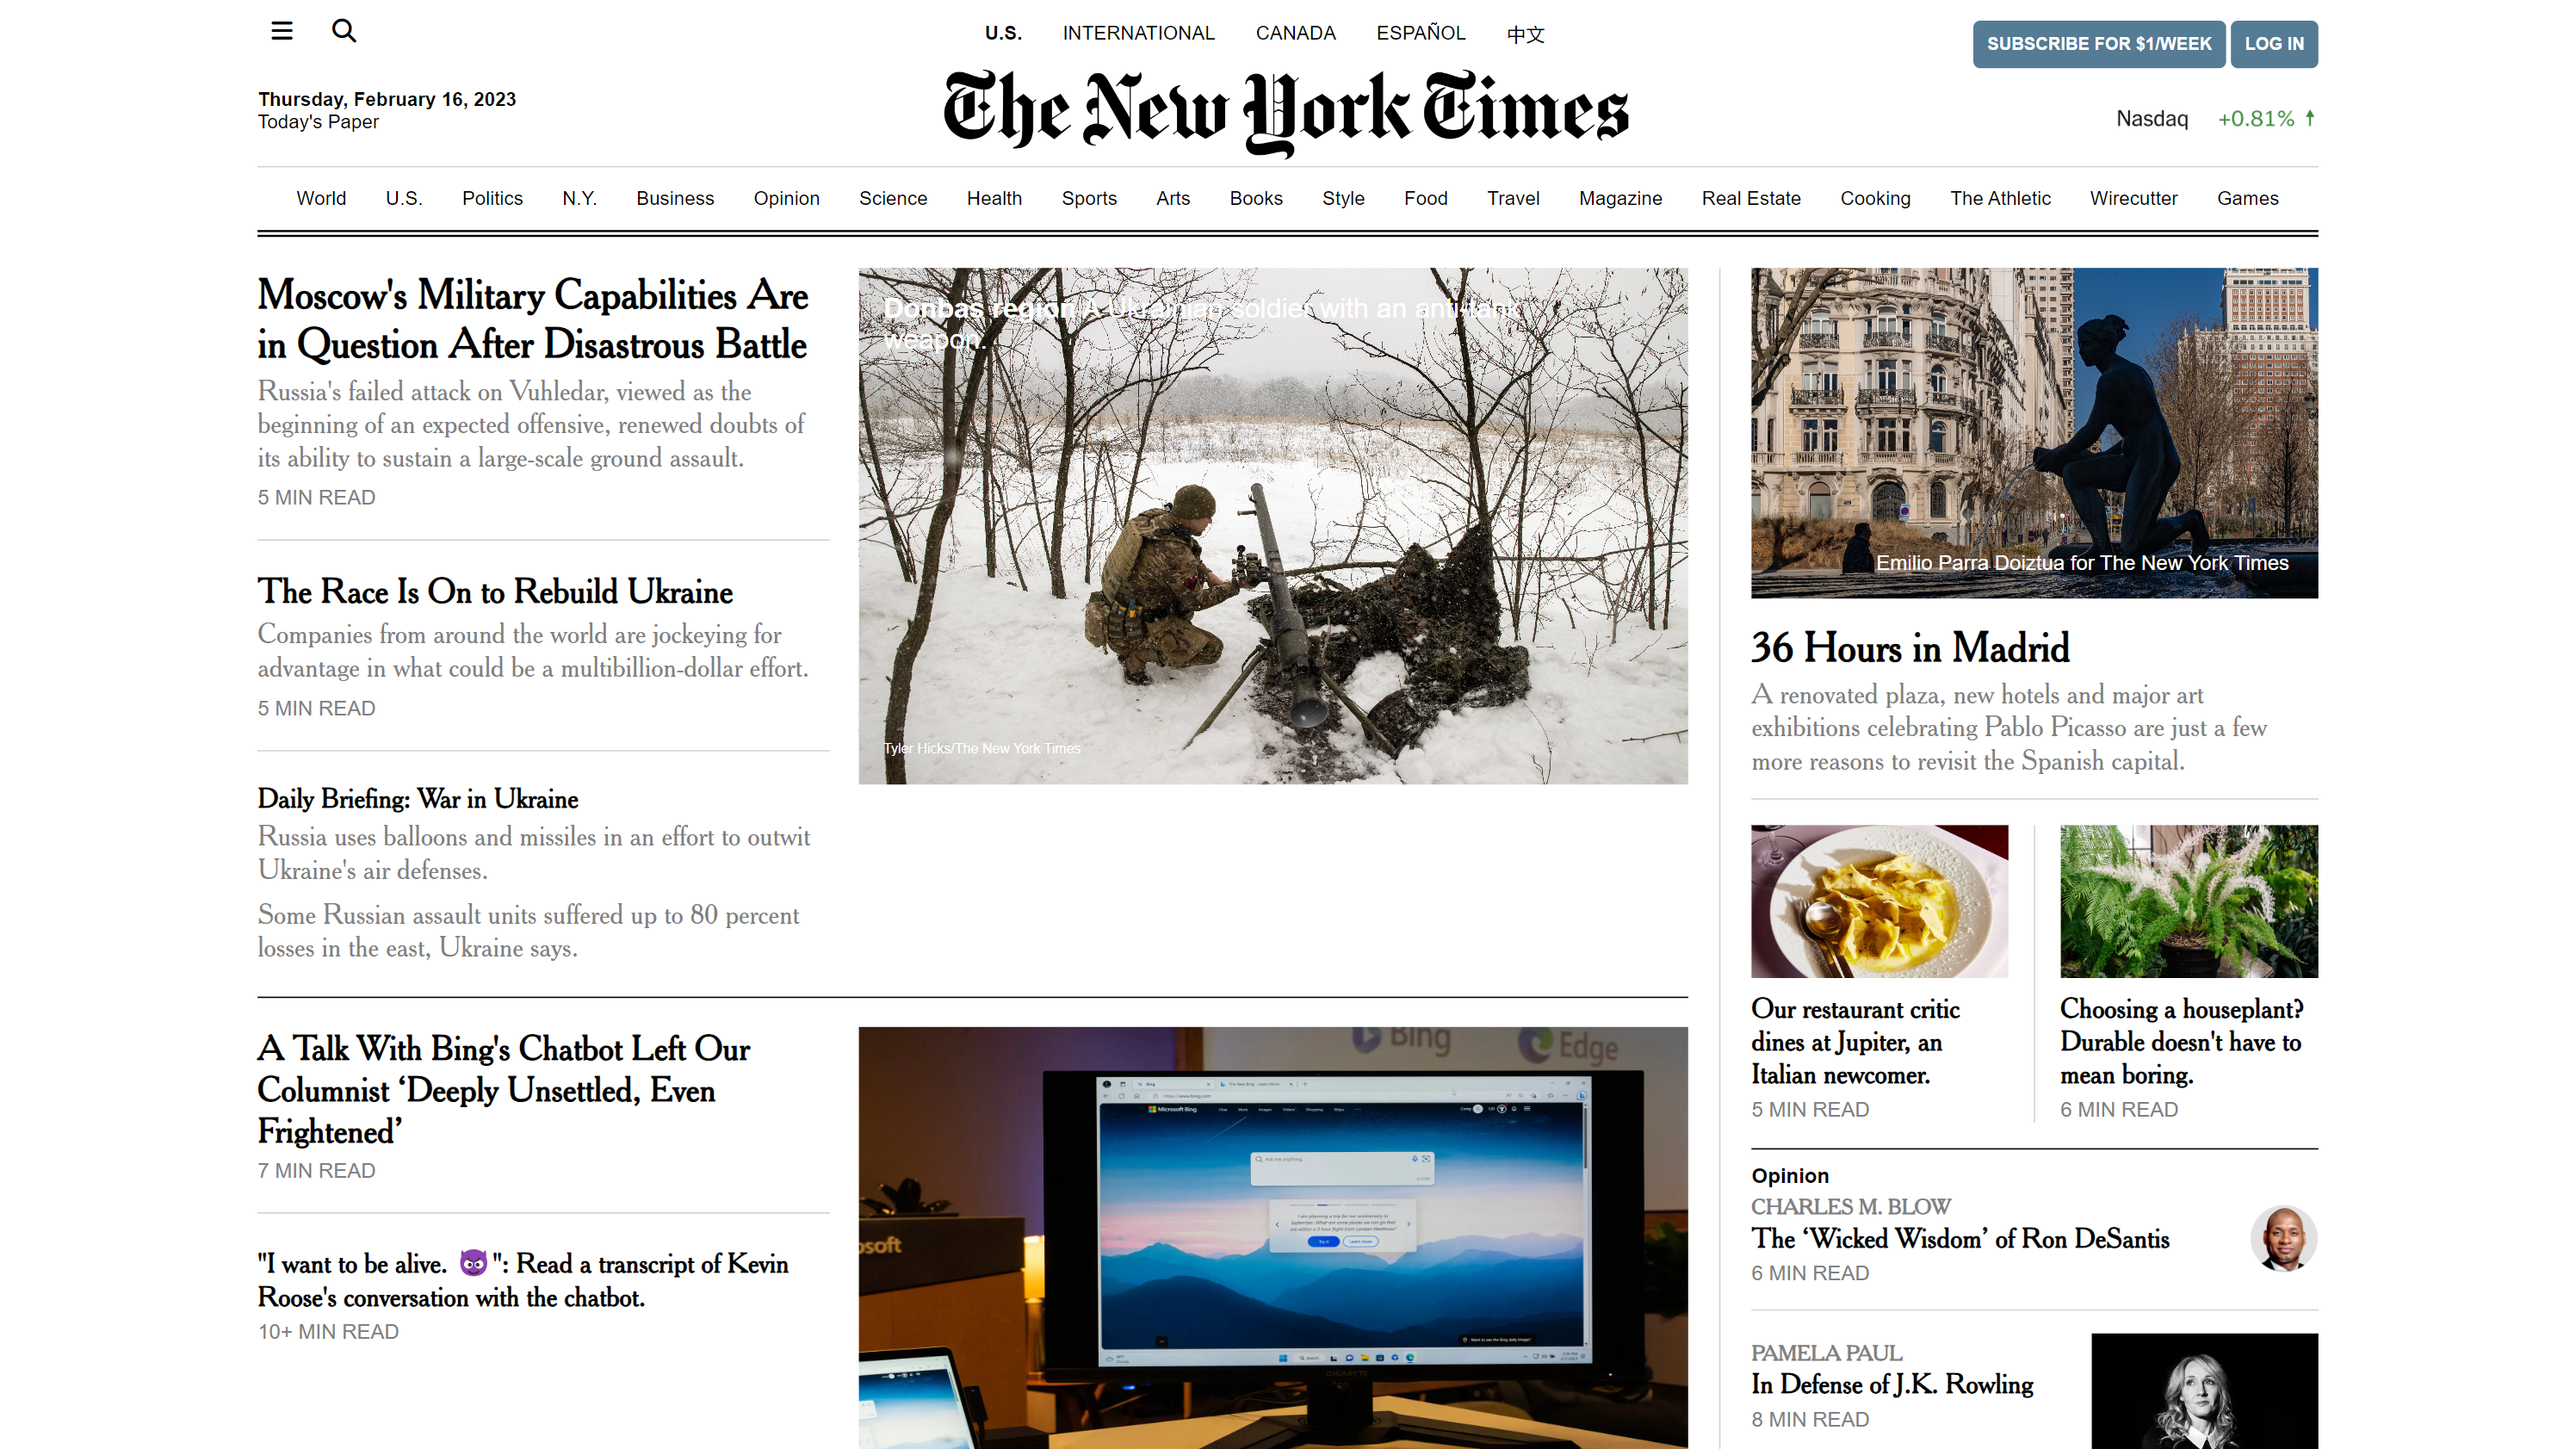 U.S. INTERNATIONAL CANADA ESPAÑOL 中文
SUBSCRIBE FOR $1/WEEK LOG IN
Thursday, February 16, 2023
Today's Paper
The New York Times
Nasdaq +0.81%
World U.S. Politics N.Y. Business Opinion Science Health Sports Arts Books Style Food Travel Magazine Real Estate Cooking The Athletic Wirecutter Games
Moscow's Military Capabilities Are
in Question After Disastrous Battle
Russia's failed attack on Vuhledar, viewed as the
beginning of an expected offensive, renewed doubts of
its ability to sustain a large-scale ground assault.
5 MIN READ
The Race Is On to Rebuild Ukraine
Companies from around the world are jockeying for
advantage in what could be a multibillion-dollar effort.
5 MIN READ
Daily Briefing: War in Ukraine
Russia uses balloons and missiles in an effort to outwit
Ukraine's air defenses.
Some Russian assault units suffered up to 80 percent
losses in the east, Ukraine says.
Donbas region A Ukrainian soldier with an anti-tank
weapon.
Tyler Hicks/The New York Times
A Talk With Bing's Chatbot Left Our
Columnist ‘Deeply Unsettled, Even
Frightened’
7 MIN READ
"I want to be alive. 😈": Read a transcript of Kevin
Roose's conversation with the chatbot.
10+ MIN READ
Bing Edge
Microsoft Bing
Ask me anything
osoft
GIGABYTE
Emilio Parra Doiztua for The New York Times
36 Hours in Madrid
A renovated plaza, new hotels and major art
exhibitions celebrating Pablo Picasso are just a few
more reasons to revisit the Spanish capital.
Our restaurant critic
dines at Jupiter, an
Italian newcomer.
5 MIN READ
Choosing a houseplant?
Durable doesn't have to
mean boring.
6 MIN READ
Opinion
CHARLES M. BLOW
The ‘Wicked Wisdom’ of Ron DeSantis
6 MIN READ
PAMELA PAUL
In Defense of J.K. Rowling
8 MIN READ